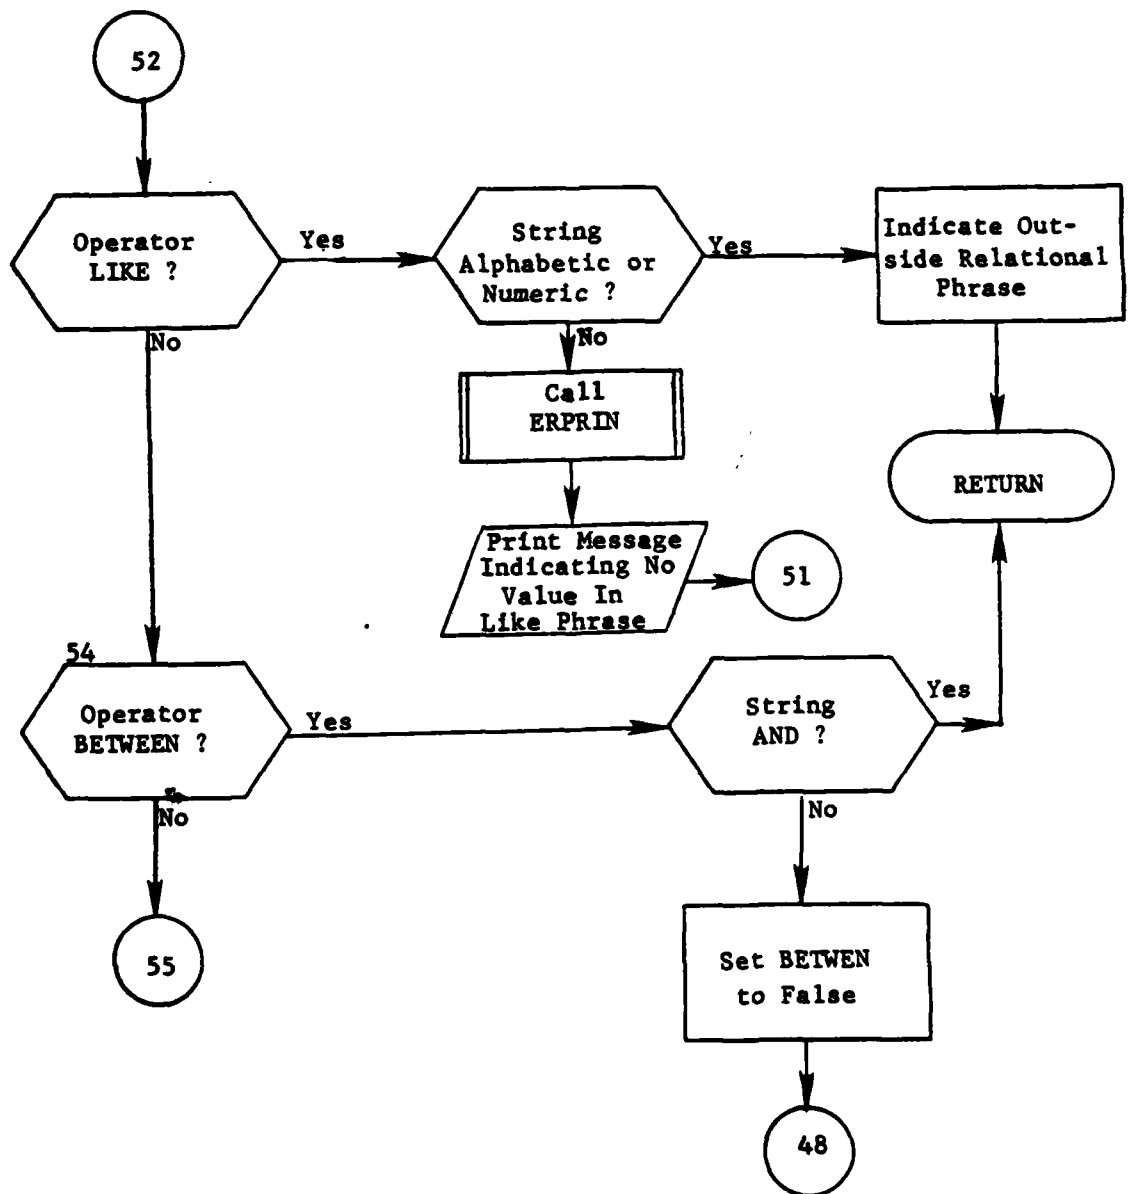 52
Operator
LIKE ?
Yes
String
Alphabetic or
Numeric ?
Yes
Indicate Out-
side Relational
Phrase
No
No
Call
ERPRIN
RETURN
Print Message
Indicating No
Value In
Like Phrase
51
54
Operator
BETWEEN ?
Yes
String
AND ?
Yes
No
No
55
Set BETWEN
to False
48